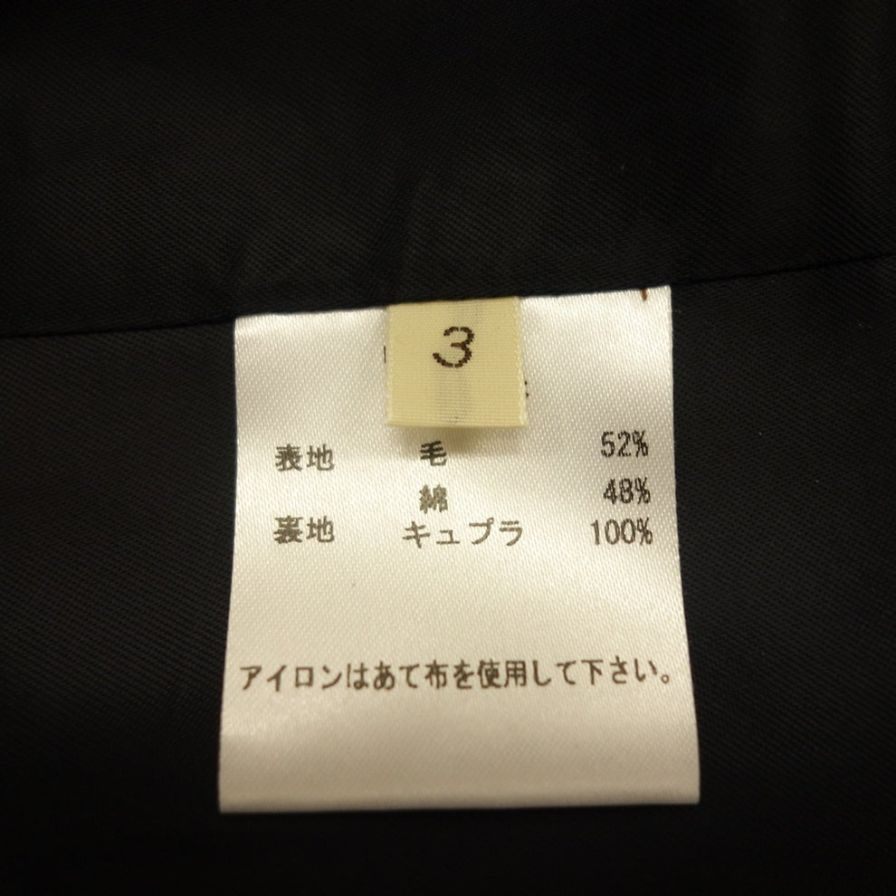 3
表地 毛 52%
綿 48%
裏地 キュプラ 100%
アイロンはあて布を使用して下さい。